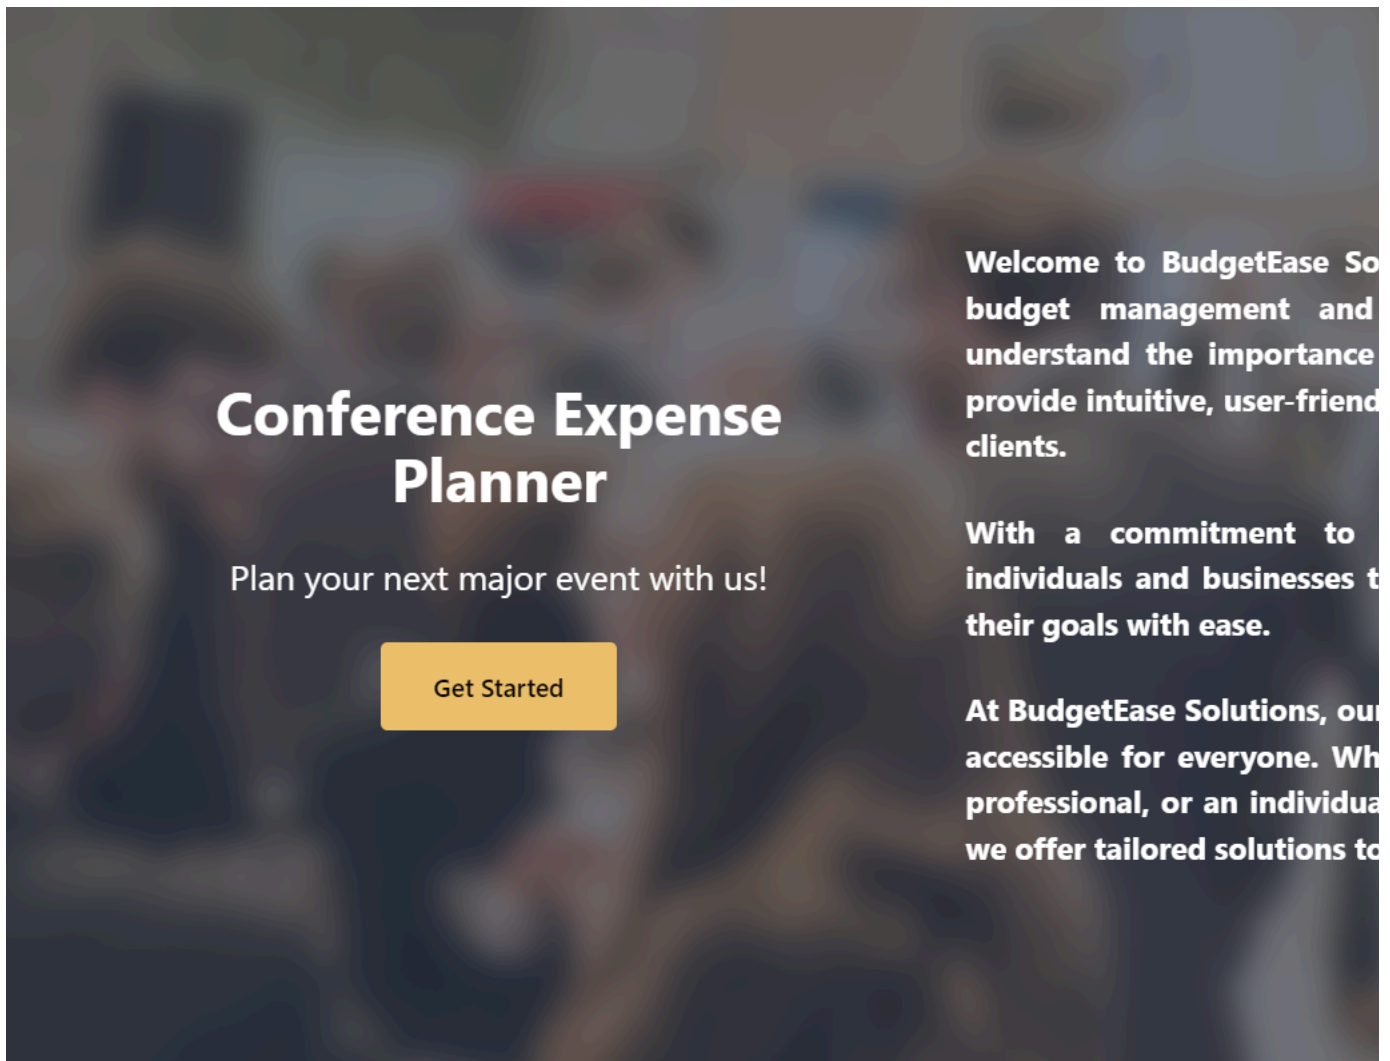 Conference Expense
Planner
Plan your next major event with us!
Get Started
Welcome to BudgetEase
budget management and
understand the importance
provide intuitive,
clients.
With a commitment to
individuals and businesses
their goals with ease.
At BudgetEase Solutions,
accessible for everyone.
professional, or an
we offer tailored solutions